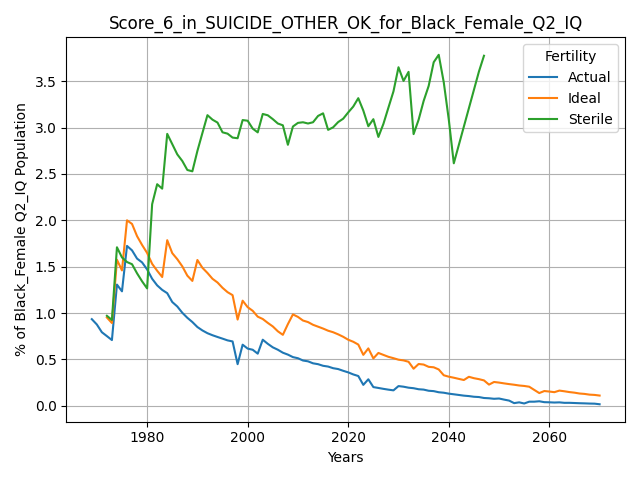 Score_6_in_SUICIDE_OTHER_OK_for_Black_Female_Q2_IQ
Fertility
Actual
Ideal
Sterile
% of Black_Female Q2_IQ Population
3.5
3.0
2.5
2.0
1.5
1.0
0.5
0.0
1980
2000
2020
2040
2060
Years